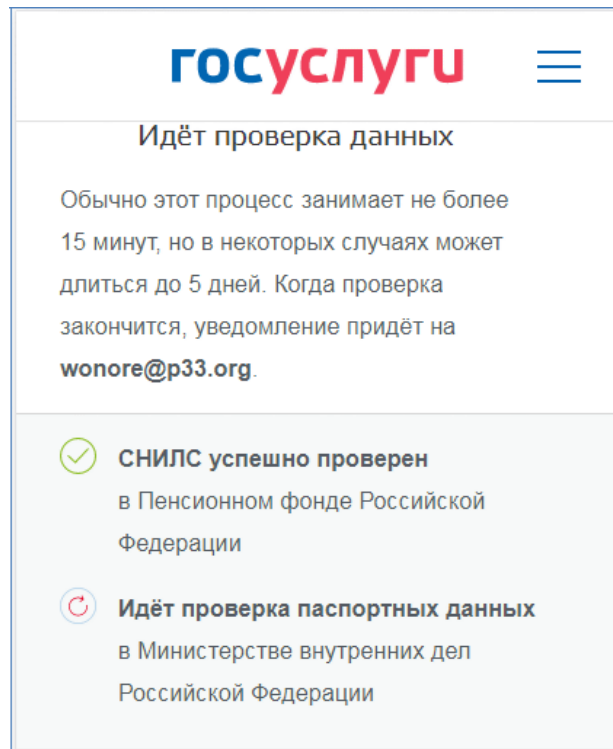 госуслуги
Идёт проверка данных
Обычно этот процесс занимает не более
15 минут, но в некоторых случаях может
длиться до 5 дней. Когда проверка
закончится, уведомление придёт на
wonore@p33.org.
СНИЛС успешно проверен
в Пенсионном фонде Российской
Федерации
Идёт проверка паспортных данных
в Министерстве внутренних дел
Российской Федерации